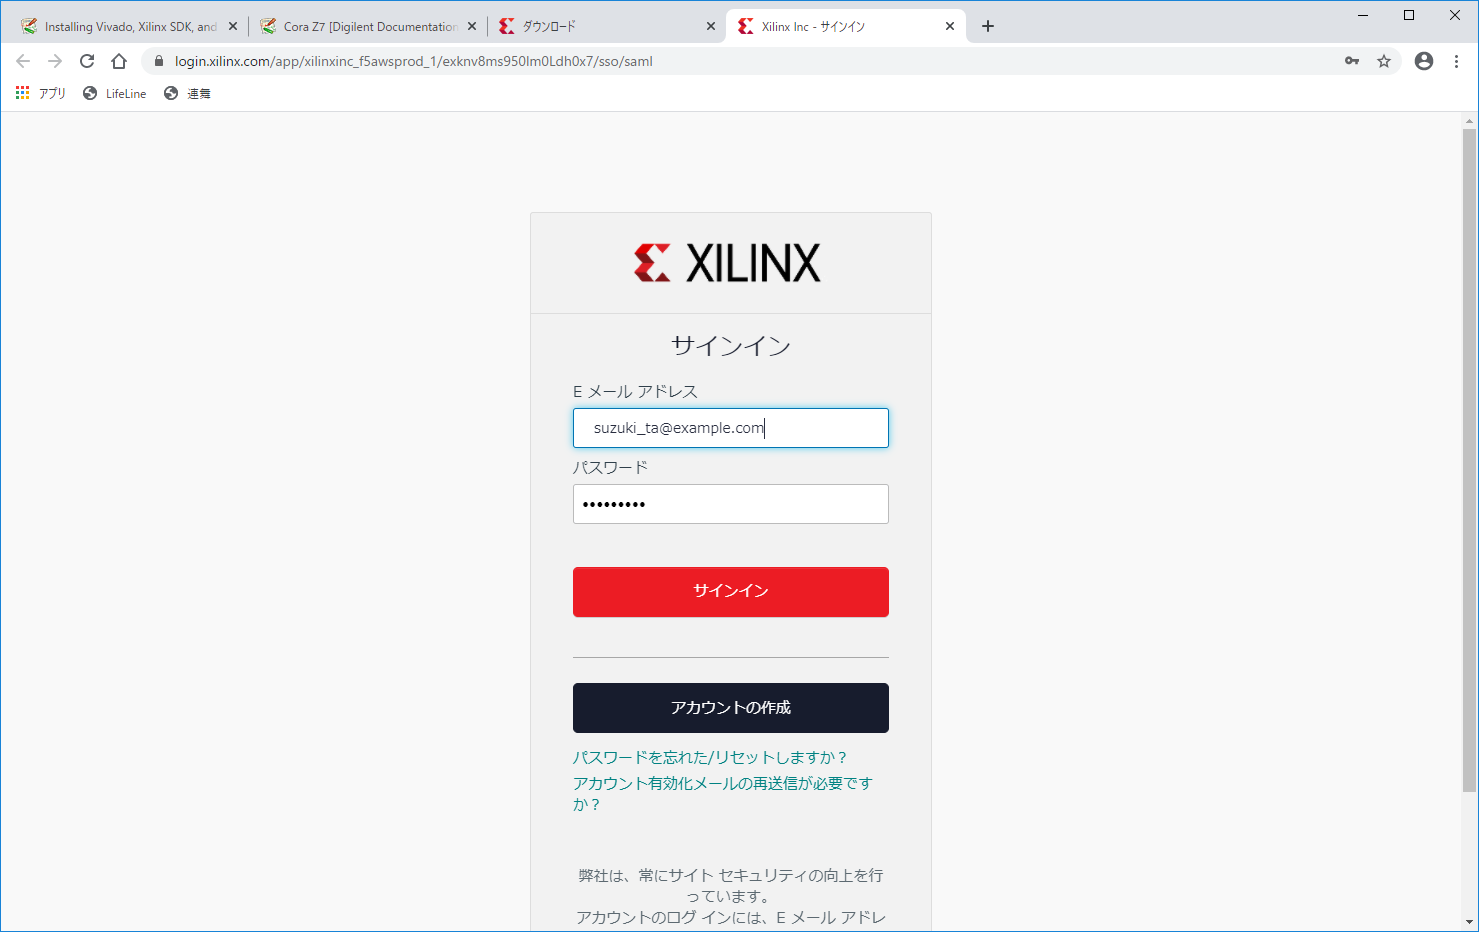 Installing Vivado, Xilinx SDK, and
Cora Z7 [Digilent Documentation
ダウンロード
Xilinx Inc - サインイン
login.xilinx.com/app/xilinxinc_f5awsprod_1/exknv8ms950lm0Ldh0x7/sso/saml
アプリ
LifeLine
連舞
XILINX
サインイン
E メール アドレス
suzuki_ta@example.com
パスワード
•••••••••
サインイン
アカウントの作成
パスワードを忘れた/リセットしますか？
アカウント有効化メールの再送信が必要です
か？
弊社は、常にサイト セキュリティの向上を行
っています。
アカウントのログ インには、E メール アドレ